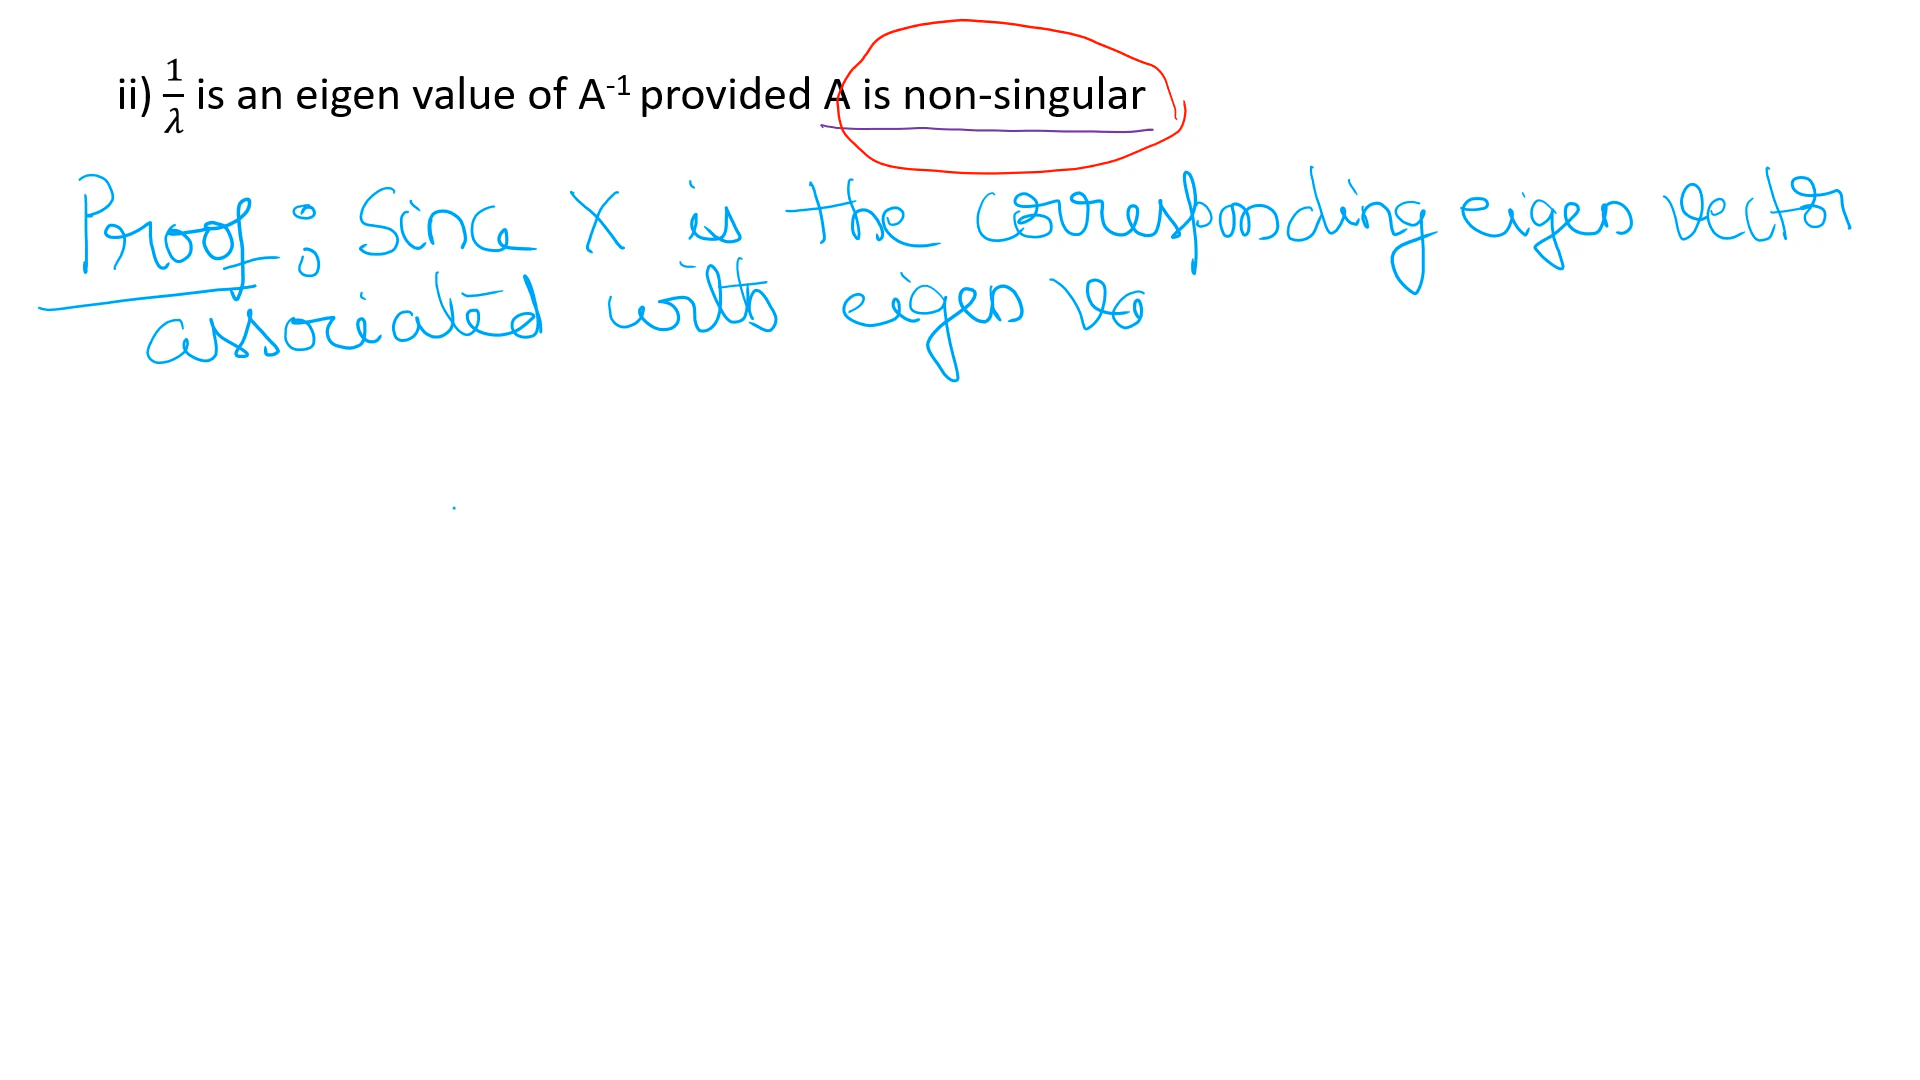 ii) 1/λ is an eigen value of A⁻¹ provided A is non-singular
Proof: Since X is the corresponding eigen vector
associated with eigen va